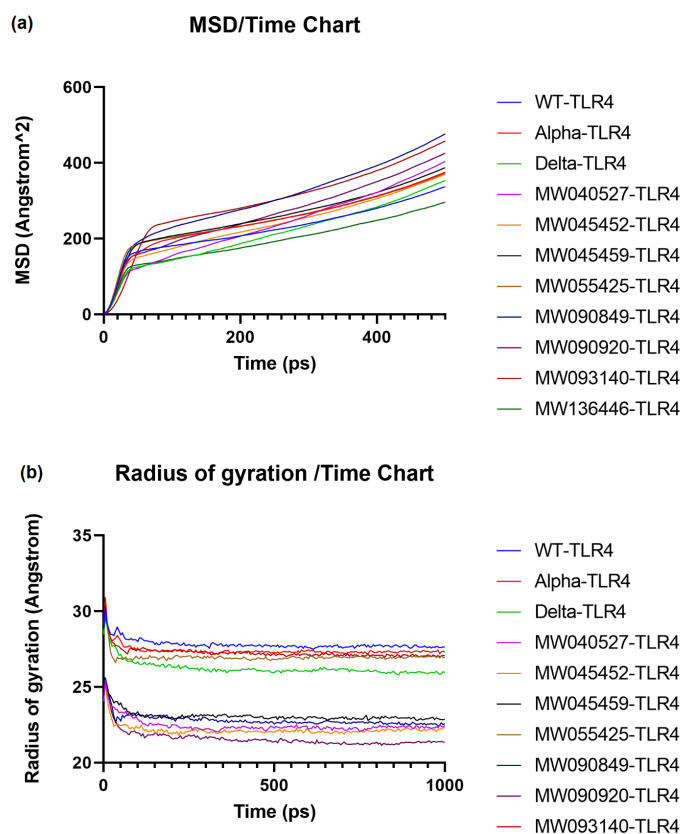 (a)
MSD/Time Chart
MSD (Angstrom^2)
600
400
200
0
0
200
400
Time (ps)
WT-TLR4
Alpha-TLR4
Delta-TLR4
MW040527-TLR4
MW045452-TLR4
MW045459-TLR4
MW055425-TLR4
MW090849-TLR4
MW090920-TLR4
MW093140-TLR4
MW136446-TLR4
(b)
Radius of gyration /Time Chart
Radius of gyration (Angstrom)
35
30
25
20
0
500
1000
Time (ps)
WT-TLR4
Alpha-TLR4
Delta-TLR4
MW040527-TLR4
MW045452-TLR4
MW045459-TLR4
MW055425-TLR4
MW090849-TLR4
MW090920-TLR4
MW093140-TLR4